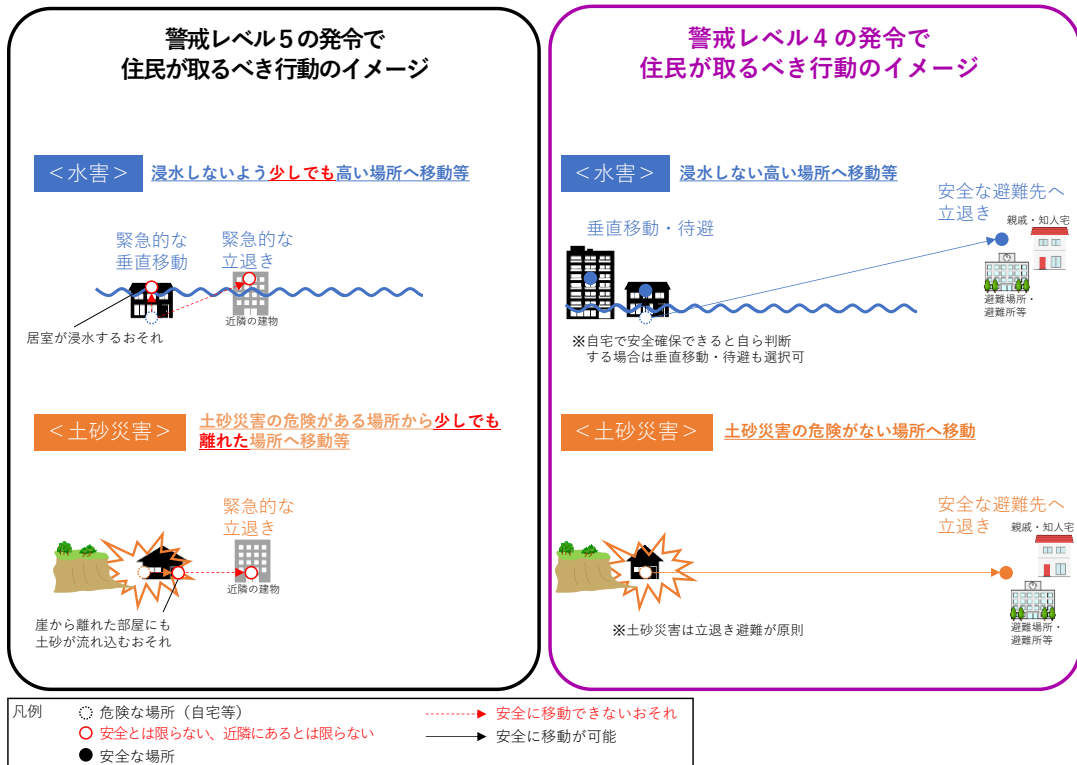 警戒レベル５の発令で
住民が取るべき行動のイメージ
＜水害＞
浸水しないよう少しでも高い場所へ移動等
緊急的な
垂直移動
緊急的な
立退き
近隣の建物
居室が浸水するおそれ
＜土砂災害＞
土砂災害の危険がある場所から少しでも
離れた場所へ移動等
緊急的な
立退き
近隣の建物
崖から離れた部屋にも
土砂が流れ込むおそれ
警戒レベル４の発令で
住民が取るべき行動のイメージ
＜水害＞
浸水しない高い場所へ移動等
安全な避難先へ
立退き
親戚・知人宅
垂直移動・待避
避難場所・
避難所等
※自宅で安全確保できると自ら判断
する場合は垂直移動・待避も選択可
＜土砂災害＞
土砂災害の危険がない場所へ移動
安全な避難先へ
立退き
親戚・知人宅
避難場所・
避難所等
※土砂災害は立退き避難が原則
凡例
危険な場所（自宅等）
安全とは限らない、近隣にあるとは限らない
安全な場所
安全に移動できないおそれ
安全に移動が可能